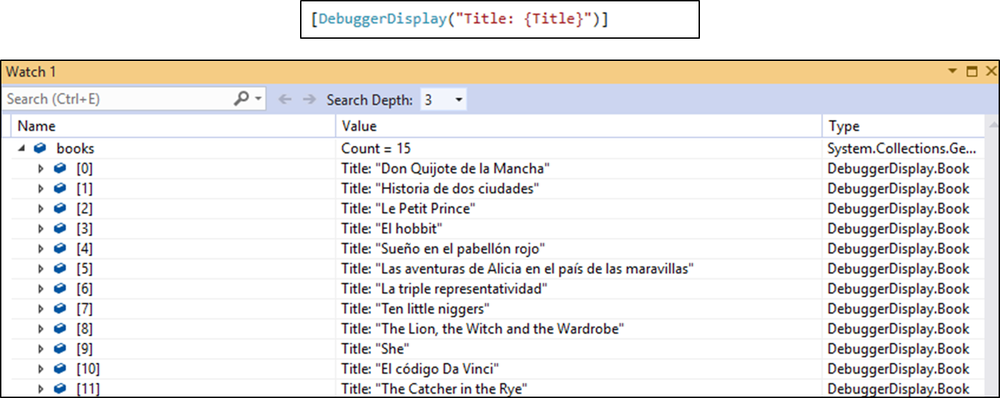 [DebuggerDisplay("Title: {Title}")]
Watch 1
Search (Ctrl+E) Search Depth: 3
Name Value Type
books Count = 15 System.Collections.Ge...
[0] Title: "Don Quijote de la Mancha" DebuggerDisplay.Book
[1] Title: "Historia de dos ciudades" DebuggerDisplay.Book
[2] Title: "Le Petit Prince" DebuggerDisplay.Book
[3] Title: "El hobbit" DebuggerDisplay.Book
[4] Title: "Sueño en el pabellón rojo" DebuggerDisplay.Book
[5] Title: "Las aventuras de Alicia en el país de las maravillas" DebuggerDisplay.Book
[6] Title: "La triple representatividad" DebuggerDisplay.Book
[7] Title: "Ten little niggers" DebuggerDisplay.Book
[8] Title: "The Lion, the Witch and the Wardrobe" DebuggerDisplay.Book
[9] Title: "She" DebuggerDisplay.Book
[10] Title: "El código Da Vinci" DebuggerDisplay.Book
[11] Title: "The Catcher in the Rye" DebuggerDisplay.Book